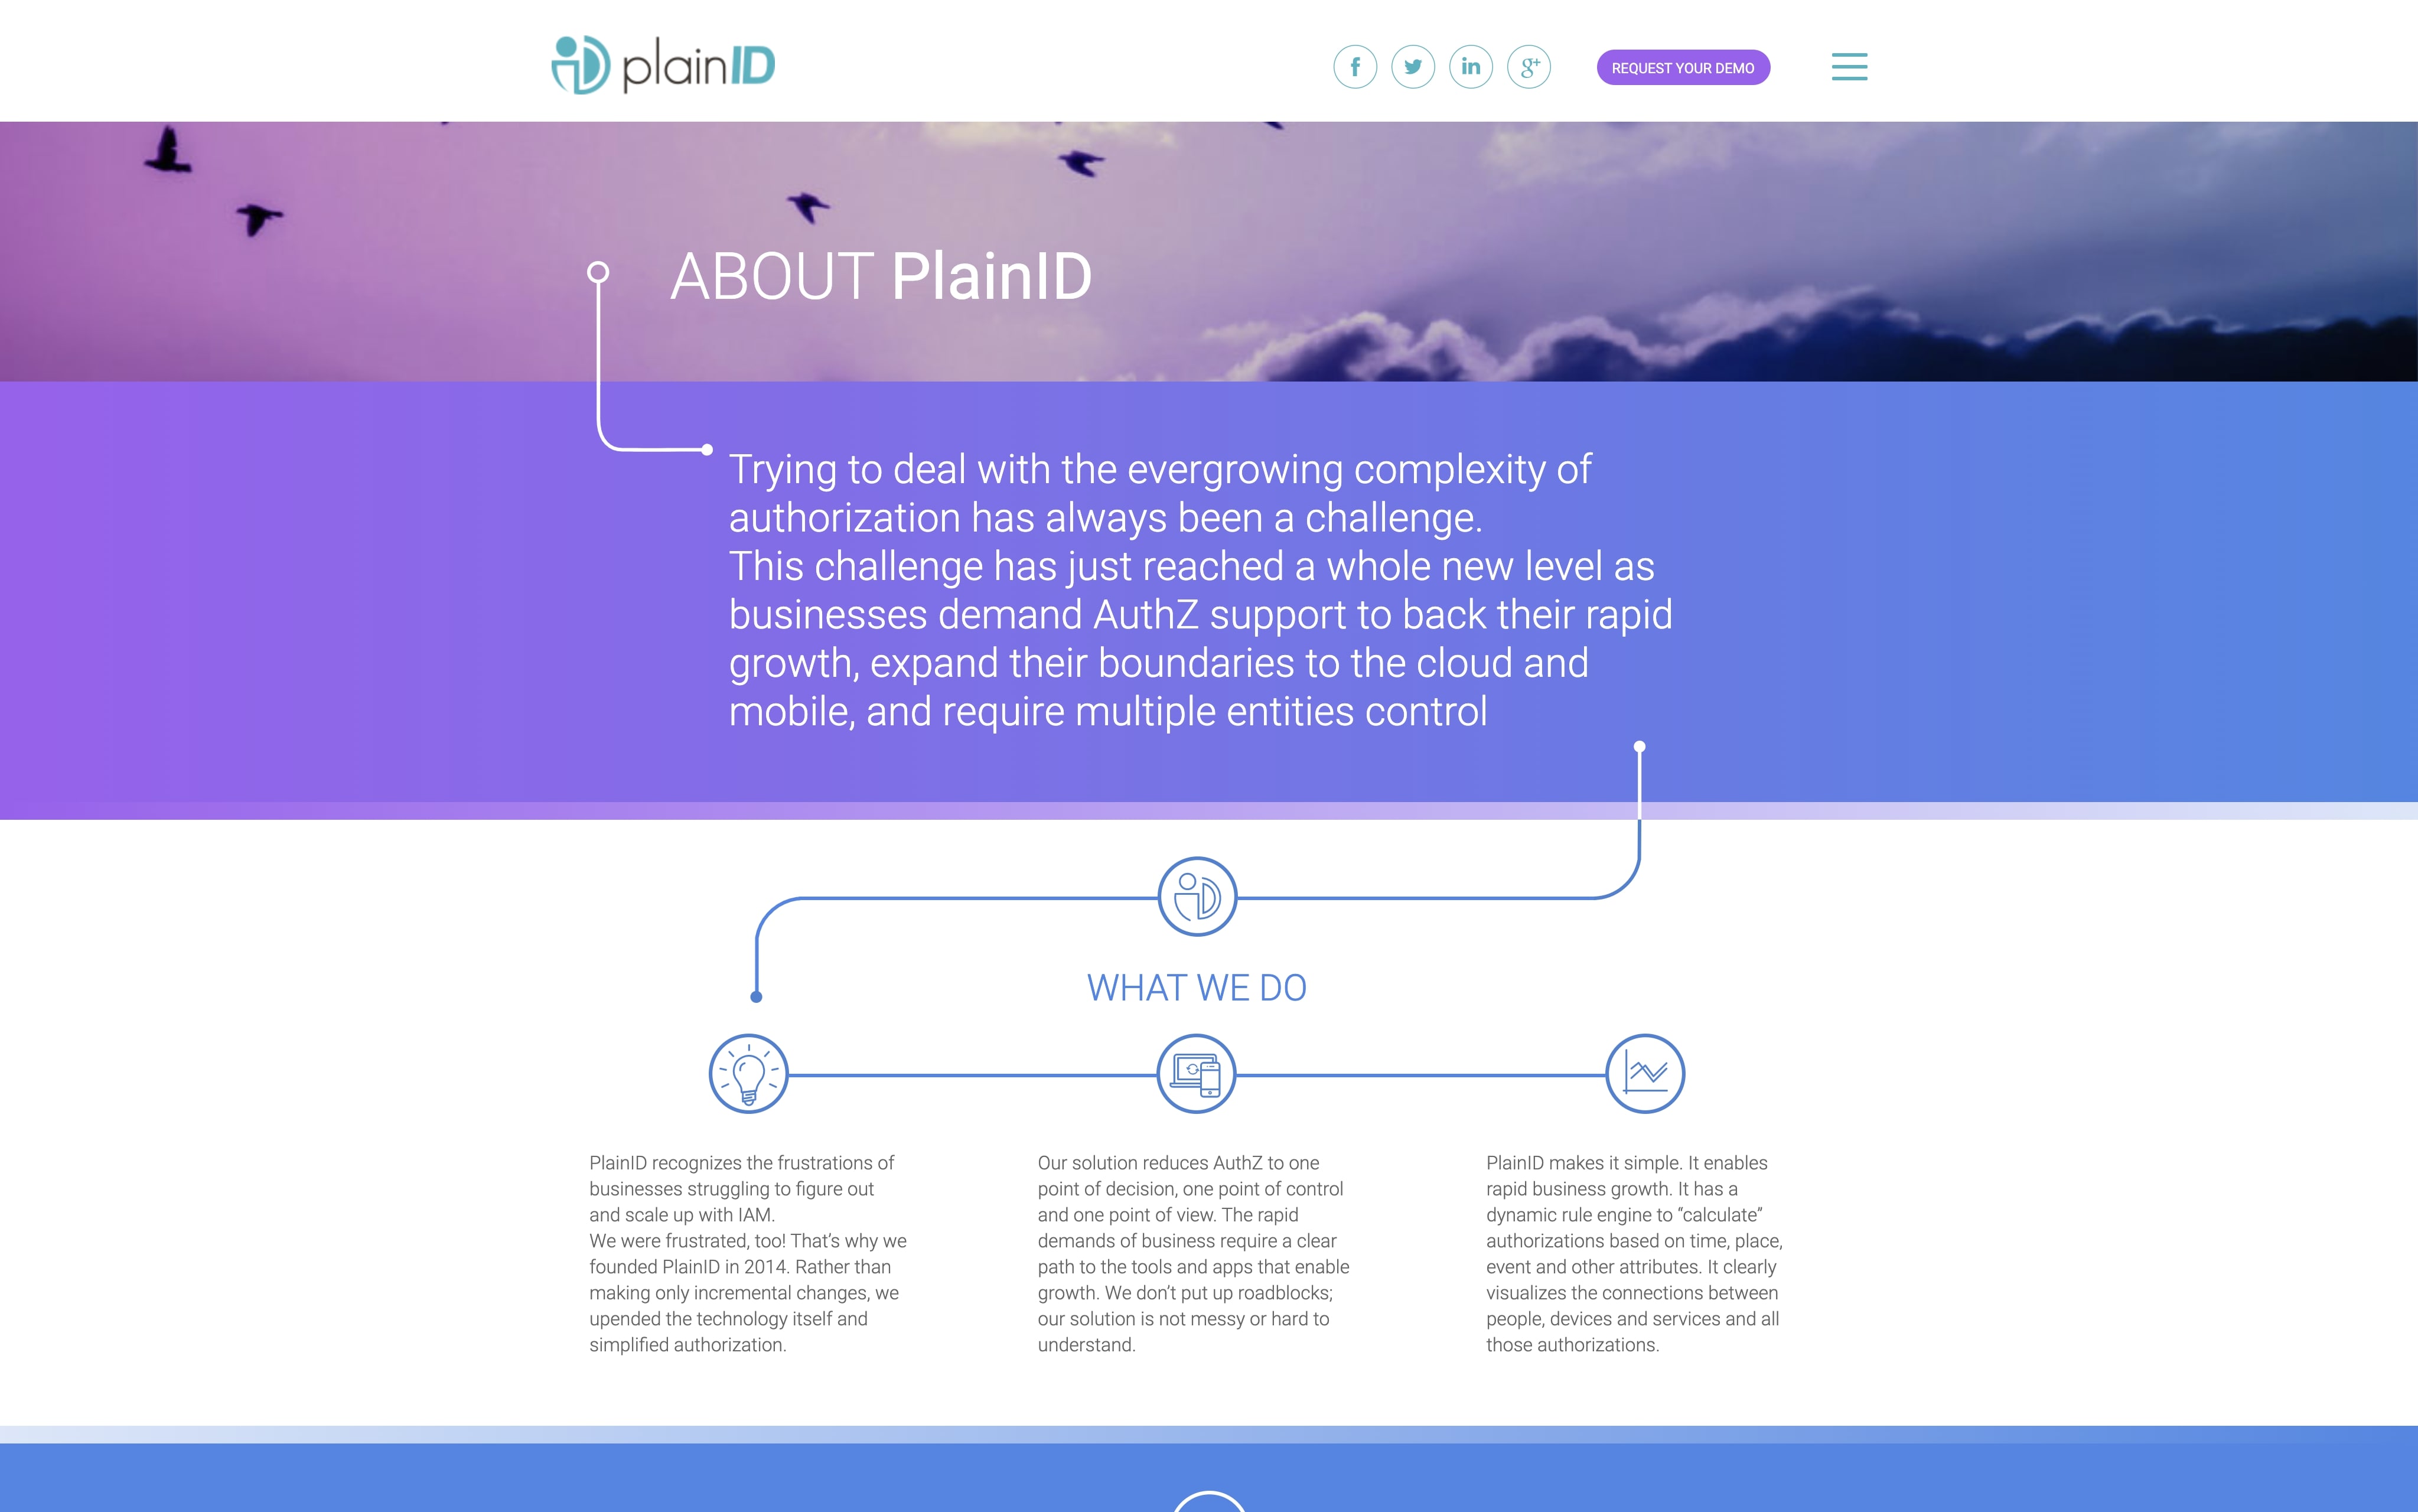 plainID
f
in
g+
REQUEST YOUR DEMO
ABOUT PlainID
Trying to deal with the evergrowing complexity of
authorization has always been a challenge.
This challenge has just reached a whole new level as
businesses demand AuthZ support to back their rapid
growth, expand their boundaries to the cloud and
mobile, and require multiple entities control
WHAT WE DO
PlainID recognizes the frustrations of
businesses struggling to figure out
and scale up with IAM.
We were frustrated, too! That’s why we
founded PlainID in 2014. Rather than
making only incremental changes, we
upended the technology itself and
simplified authorization.
Our solution reduces AuthZ to one
point of decision, one point of control
and one point of view. The rapid
demands of business require a clear
path to the tools and apps that enable
growth. We don’t put up roadblocks;
our solution is not messy or hard to
understand.
PlainID makes it simple. It enables
rapid business growth. It has a
dynamic rule engine to “calculate”
authorizations based on time, place,
event and other attributes. It clearly
visualizes the connections between
people, devices and services and all
those authorizations.